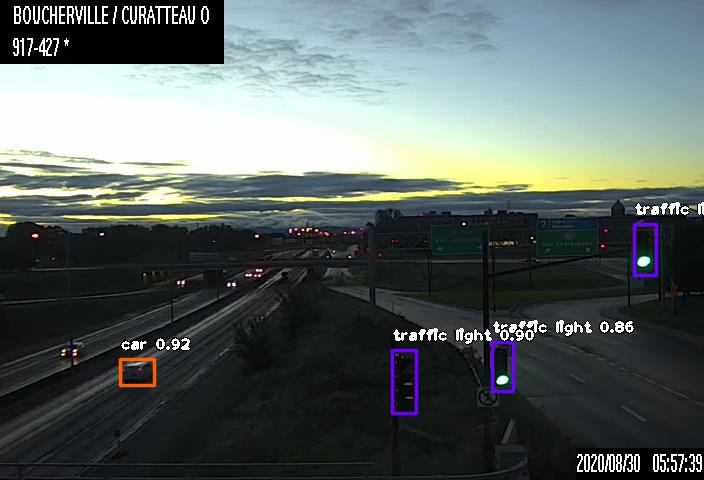 BOUCHERVILLE / CURATTEAU O
917-427 *
traffic li
traffic light 0.86
traffic light 0.90
car 0.92
2020/08/30 05:57:39